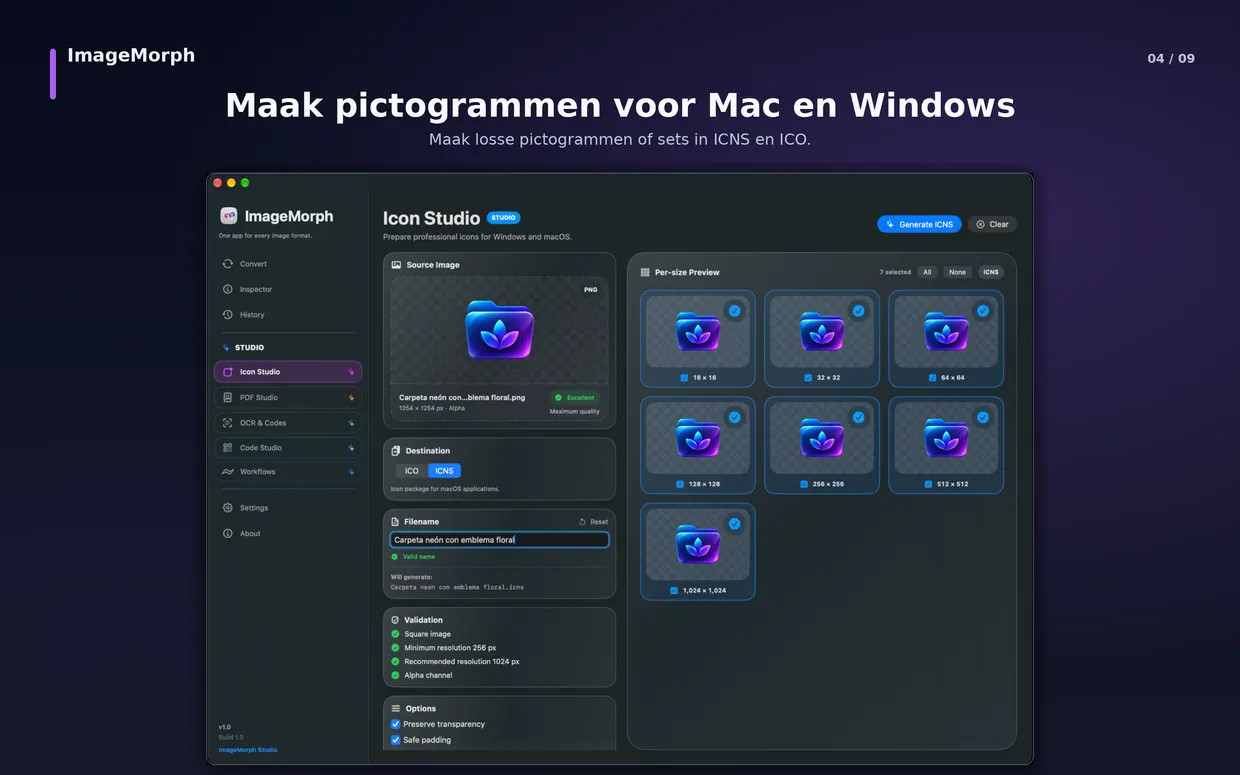 ImageMorph
04 / 09
Maak pictogrammen voor Mac en Windows
Maak losse pictogrammen of sets in ICNS en ICO.
ImageMorph
One app for every image format.
Convert
Inspector
History
STUDIO
Icon Studio
PDF Studio
OCR & Codes
Code Studio
Workflows
Settings
About
v1.0
Build 1.0
ImageMorph Studio
Icon Studio STUDIO
Prepare professional icons for Windows and macOS.
Generate ICNS
Clear
Source Image
PNG
Carpeta neón con...blema floral.png
Excellent
1254 × 1254 px · Alpha
Maximum quality
Destination
ICO ICNS
Icon package for macOS applications.
Filename
Reset
Carpeta neón con emblema floral
Valid name
Will generate:
Carpeta neón con emblema floral.icns
Validation
Square image
Minimum resolution 256 px
Recommended resolution 1024 px
Alpha channel
Options
Preserve transparency
Safe padding
Per-size Preview
7 selected All None ICNS
16 × 16
32 × 32
64 × 64
128 × 128
256 × 256
512 × 512
1,024 × 1,024